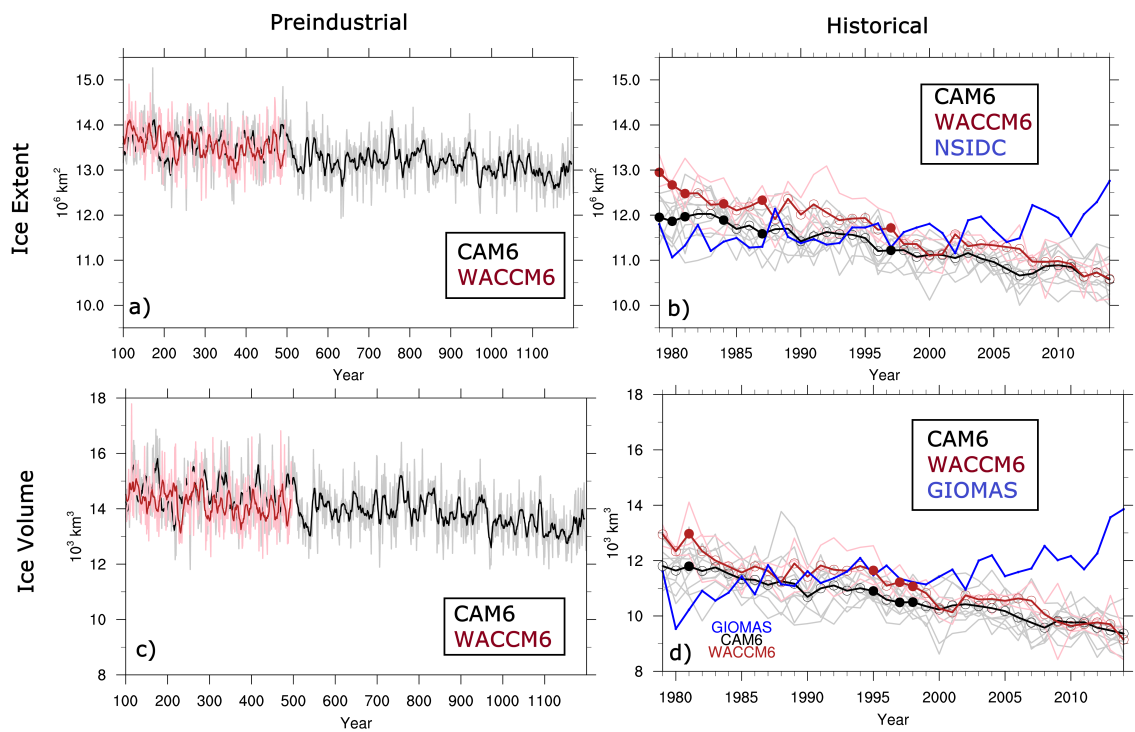 Preindustrial
Historical
Ice Extent
10⁶ km²
15.0
14.0
13.0
12.0
11.0
10.0
CAM6
WACCM6
a)
100 200 300 400 500 600 700 800 900 1000 1100
Year
10⁶ km²
15.0
14.0
13.0
12.0
11.0
10.0
CAM6
WACCM6
NSIDC
b)
1980 1985 1990 1995 2000 2005 2010
Year
Ice Volume
10³ km³
18
16
14
12
10
8
CAM6
WACCM6
c)
100 200 300 400 500 600 700 800 900 1000 1100
Year
10³ km³
18
16
14
12
10
8
CAM6
WACCM6
GIOMAS
GIOMAS
CAM6
WACCM6
d)
1980 1985 1990 1995 2000 2005 2010
Year